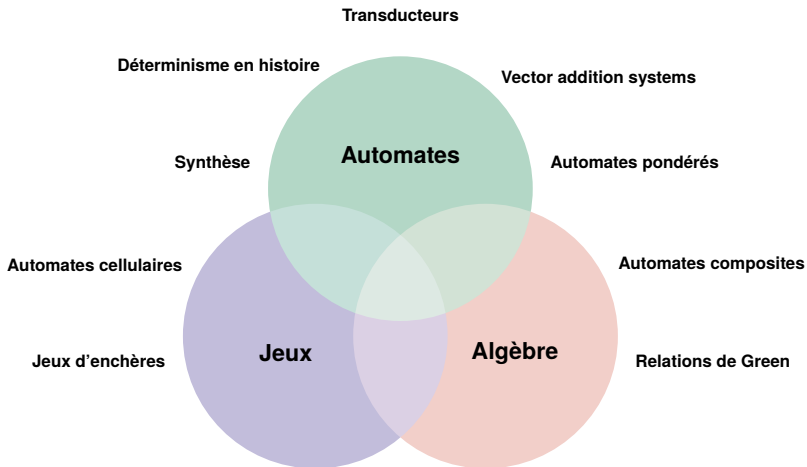 Transducteurs
Déterminisme en histoire
Vector addition systems
Automates
Synthèse
Automates pondérés
Automates cellulaires
Automates composites
Jeux
Algèbre
Jeux d'enchères
Relations de Green